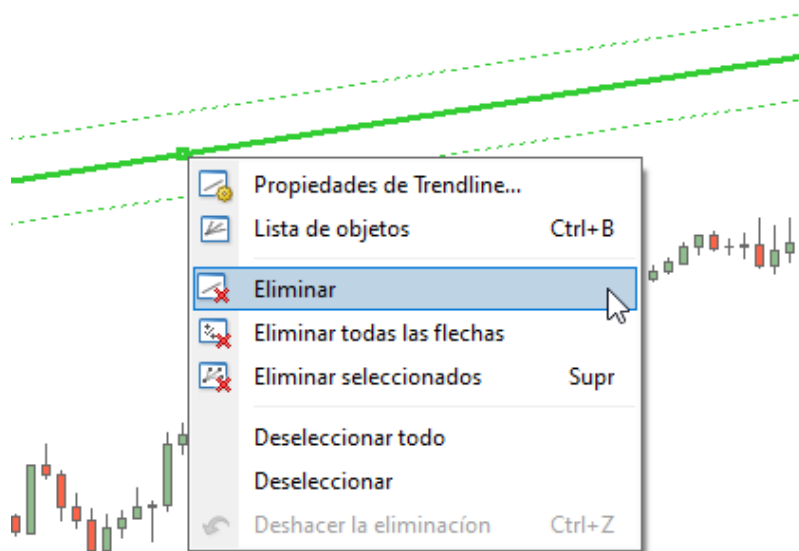 Propiedades de Trendline...
Lista de objetos Ctrl+B
Eliminar
Eliminar todas las flechas
Eliminar seleccionados Supr
Deseleccionar todo
Deseleccionar
Deshacer la eliminacíon Ctrl+Z